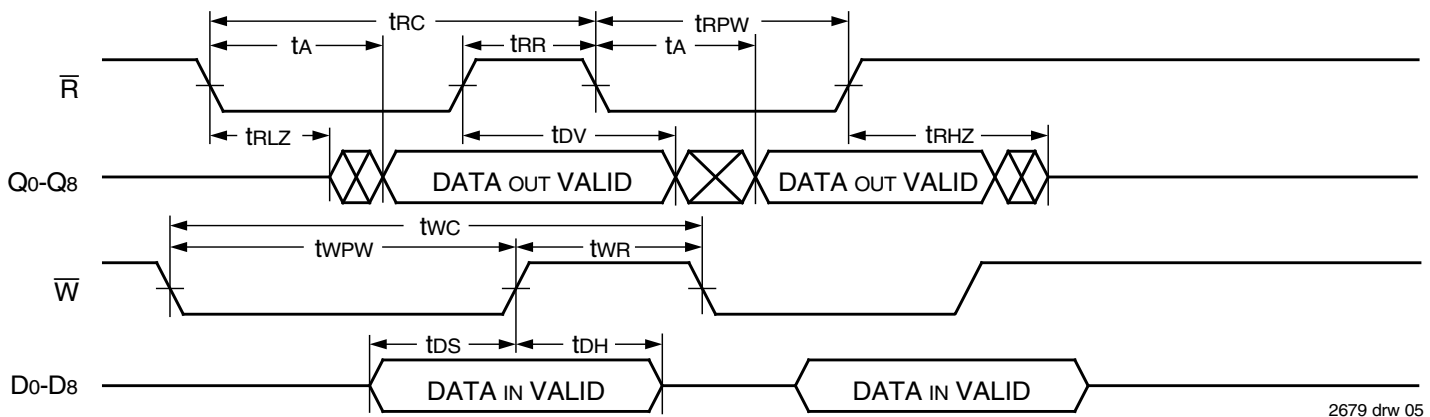 tRC tRPW
tA tRR tA
R̅
tRLZ tDV tRHZ
Q0-Q8 DATA OUT VALID DATA OUT VALID
tWC
tWPW tWR
W̅
tDS tDH
D0-D8 DATA IN VALID DATA IN VALID
2679 drw 05